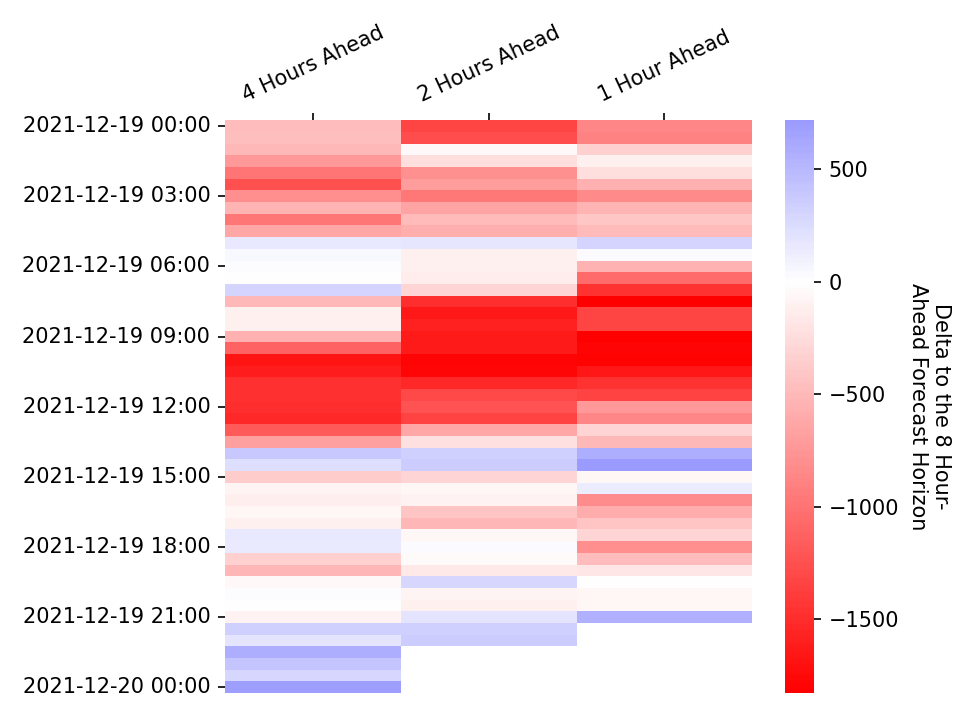 4 Hours Ahead
2 Hours Ahead
1 Hour Ahead
2021-12-19 00:00
2021-12-19 03:00
2021-12-19 06:00
2021-12-19 09:00
2021-12-19 12:00
2021-12-19 15:00
2021-12-19 18:00
2021-12-19 21:00
2021-12-20 00:00
500
0
−500
−1000
−1500
Delta to the 8 Hour-
Ahead Forecast Horizon